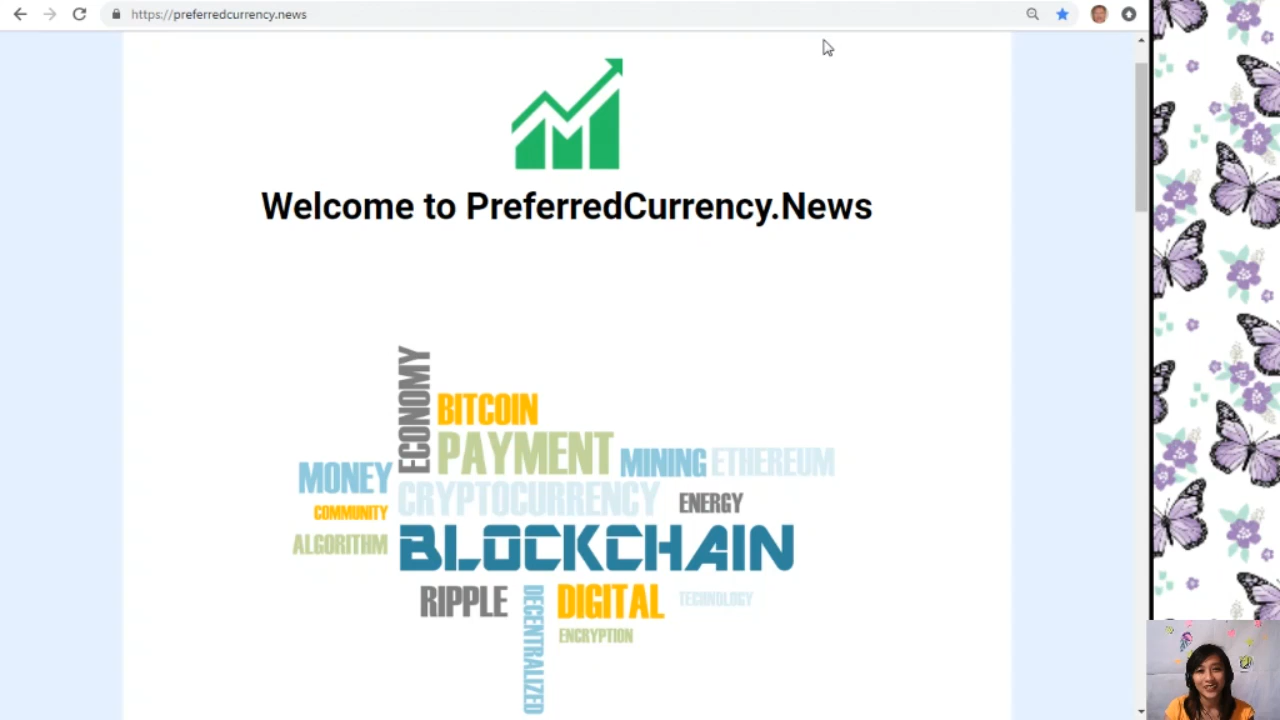 https://preferredcurrency.news
Welcome to PreferredCurrency.News
ECONOMY
BITCOIN
PAYMENT
MONEY
MINING
ETHEREUM
CRYPTOCURRENCY
ENERGY
COMMUNITY
ALGORITHM
BLOCKCHAIN
RIPPLE
DECENTRALIZED
DIGITAL
TECHNOLOGY
ENCRYPTION